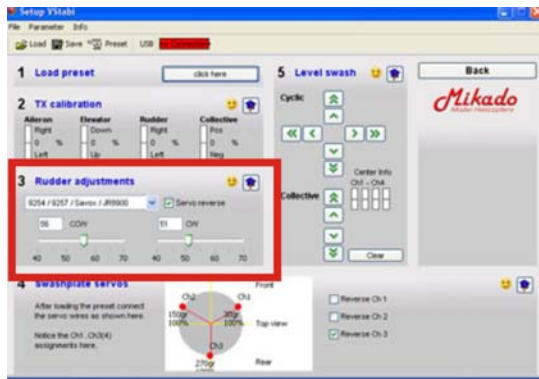 Setup VStabi
File Parameter Info
Load Save Preset USB
1 Load preset
click here
2 TX calibration
Aileron Elevator Rudder Collective
Right Down Right Pos
0 % 0 % 0 % 0 %
Left Up Left Neg
3 Rudder adjustments
9254 / 9257 / Savox / JR8900
Servo reverse
56 CCW 51 CW
40 50 60 70 40 50 60 70
4 Swashplate servos
After loading the preset connect
the servo wires as shown here.
Notice the Ch1 ,Ch3(4)
assignments here.
Front
Ch2 Ch1
100% 100%
Top view
Ch3
270gr
Rear
Reverse Ch 1
Reverse Ch 2
Reverse Ch 3
5 Level swash
Cyclic
Center Info
Ch1 - Ch4
Collective
Clear
Back
Mikado
Model Helicopters